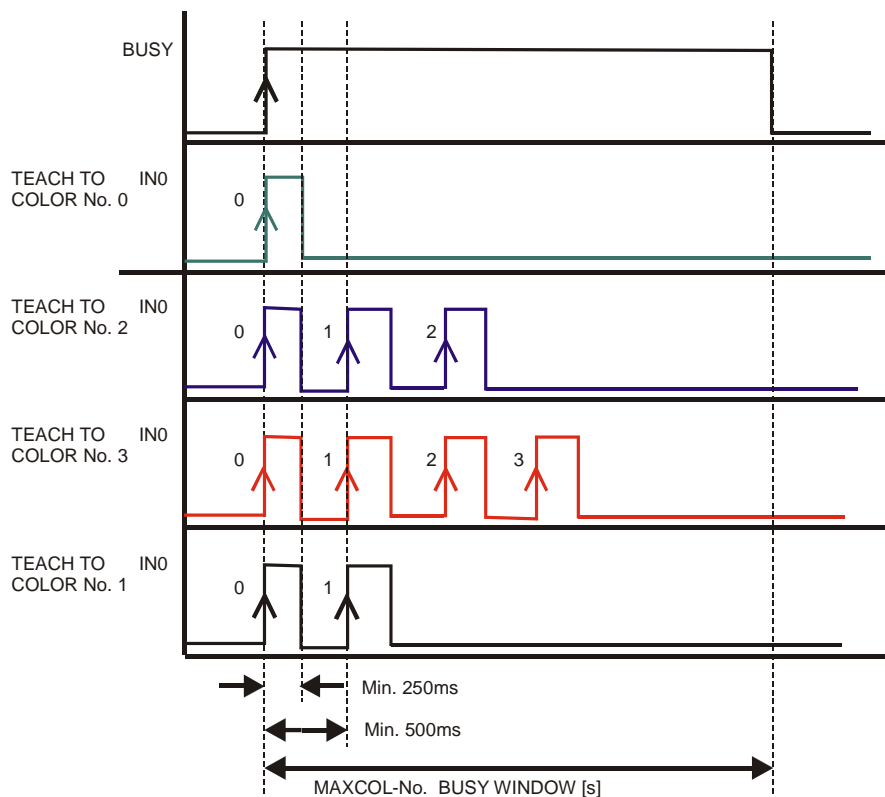 BUSY
TEACH TO IN0
COLOR No. 0
0
TEACH TO IN0
COLOR No. 2
0 1 2
TEACH TO IN0
COLOR No. 3
0 1 2 3
TEACH TO IN0
COLOR No. 1
0 1
Min. 250ms
Min. 500ms
MAXCOL-No. BUSY WINDOW [s]